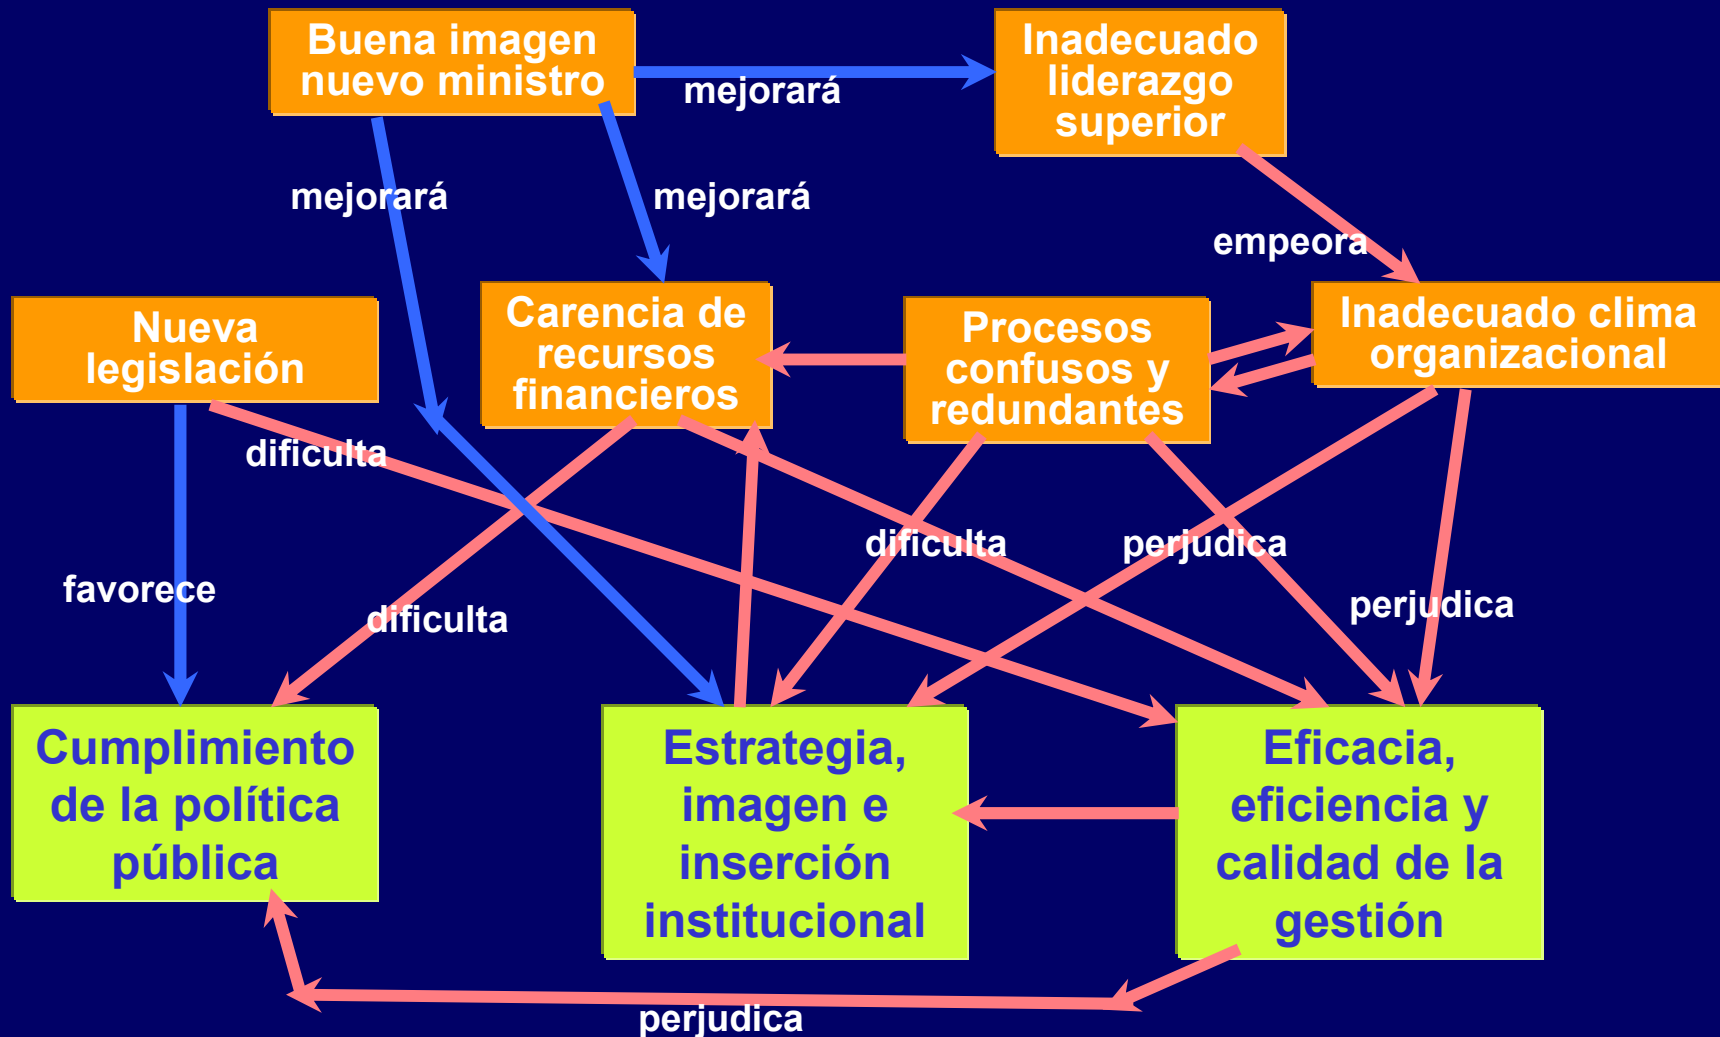 Buena imagen
nuevo ministro
Inadecuado
liderazgo
superior
mejorará
mejorará
mejorará
empeora
Nueva
legislación
Carencia de
recursos
financieros
Procesos
confusos y
redundantes
Inadecuado clima
organizacional
dificulta
dificulta
perjudica
favorece
dificulta
perjudica
Cumplimiento
de la política
pública
Estrategia,
imagen e
inserción
institucional
Eficacia,
eficiencia y
calidad de la
gestión
perjudica